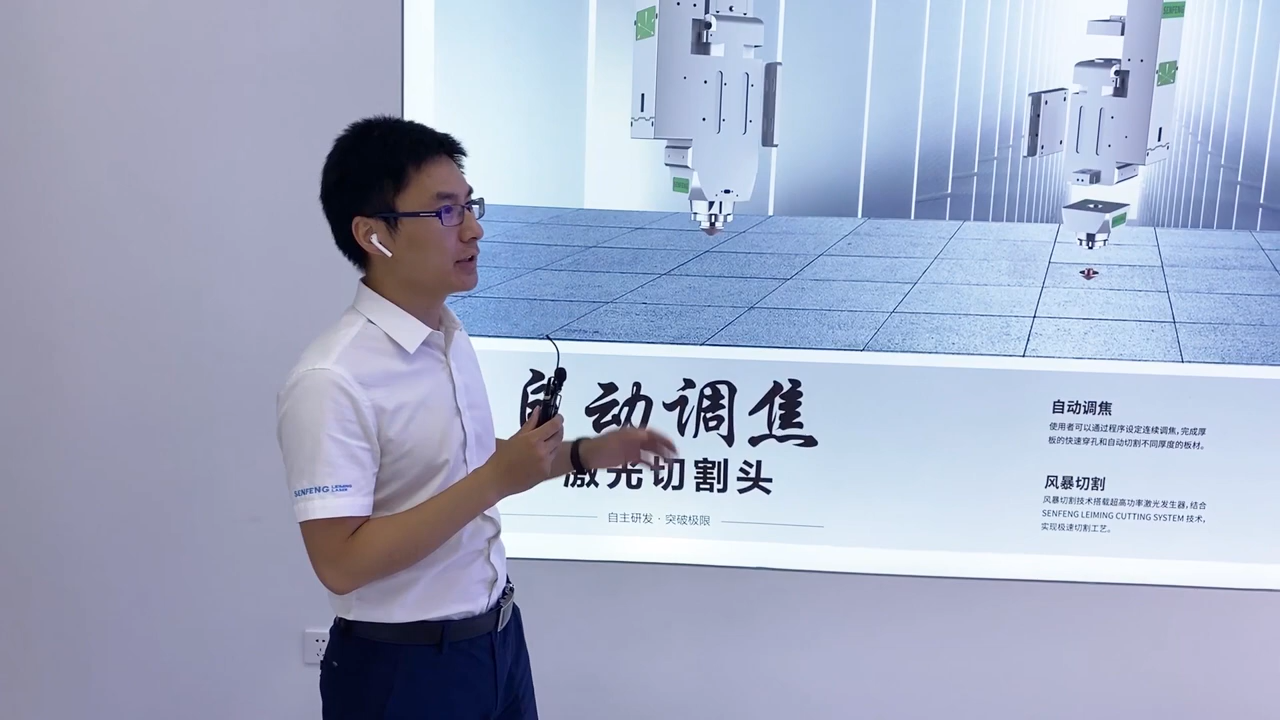 SENFENG
SENFENG
SENFENG LEIMING LASER
自动调焦
激光切割头
自主研发·突破极限
自动调焦
使用者可以通过程序设定连续调焦,完成厚
板的快速穿孔和自动切割不同厚度的板材。
风暴切割
风暴切割技术搭载超高功率激光发生器,结合
SENFENG LEIMING CUTTING SYSTEM 技术,
实现极速切割工艺。